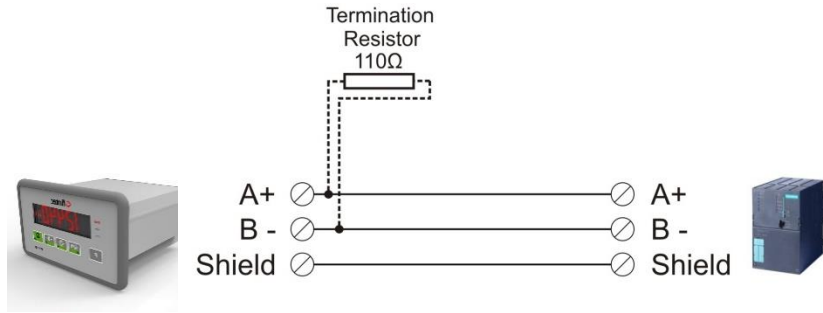 Termination
Resistor
110Ω
A+ A+
B - B -
Shield Shield